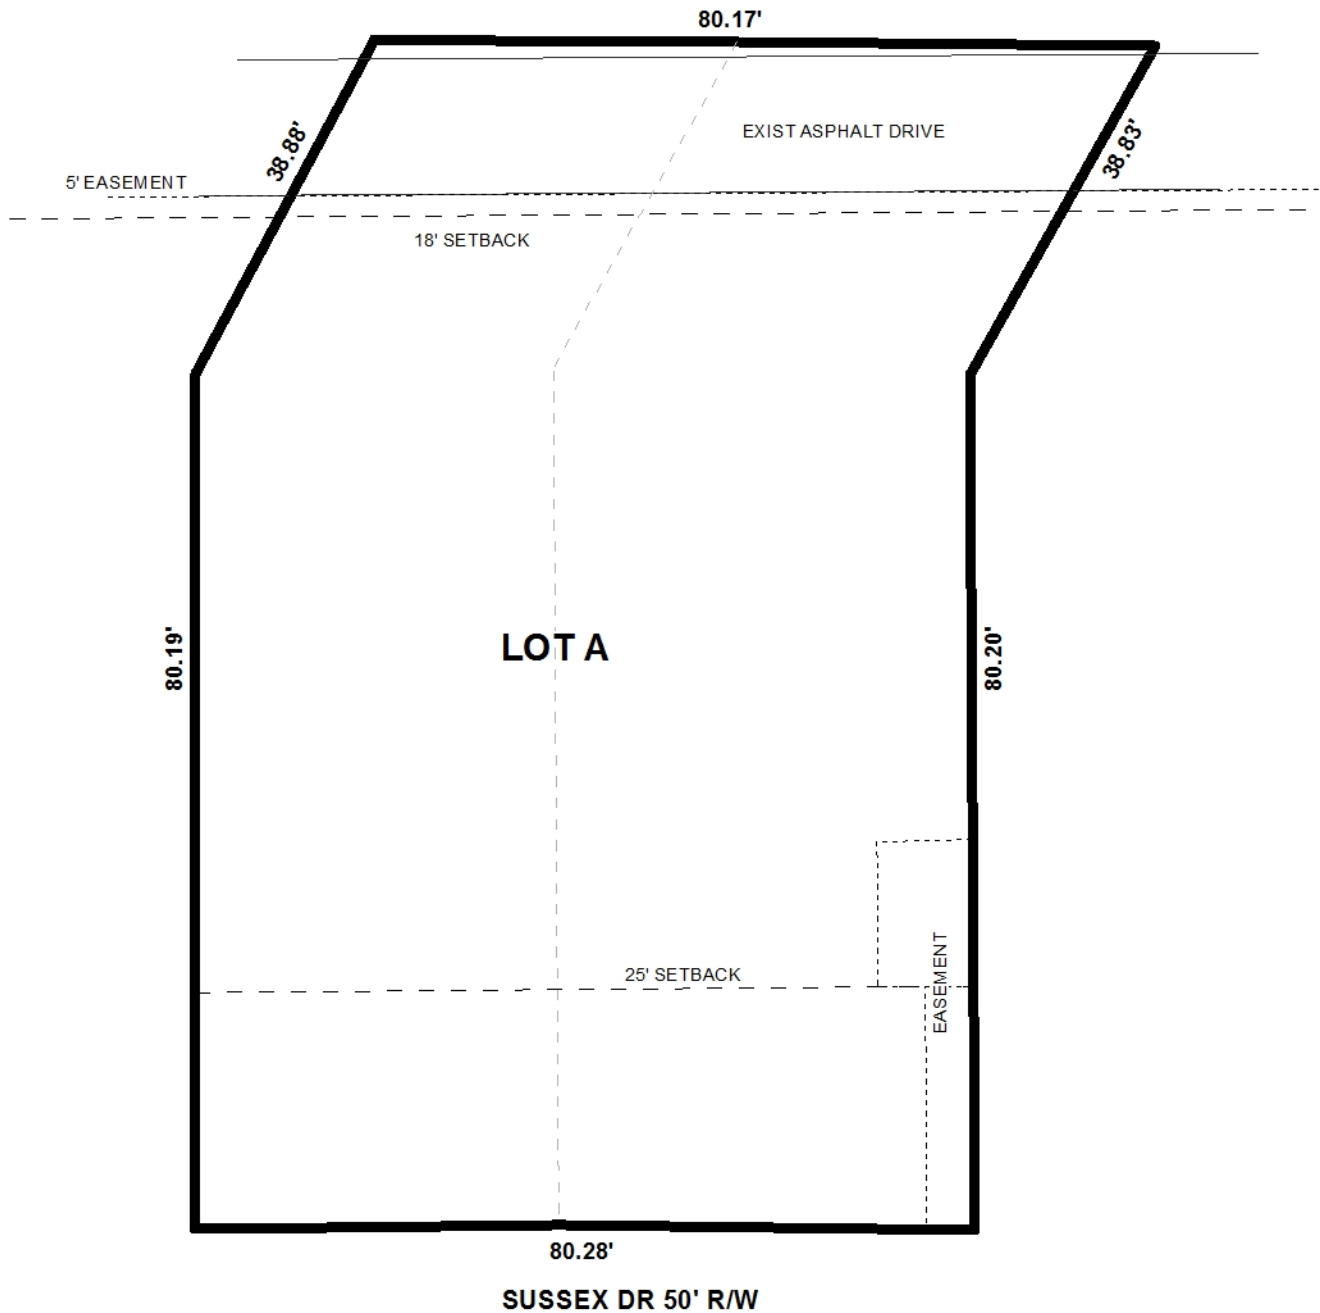 80.17'
EXIST ASPHALT DRIVE
38.88'
38.83'
5' EASEMENT
18' SETBACK
LOT A
80.19'
80.20'
25' SETBACK
EASEMENT
80.28'
SUSSEX DR 50' R/W